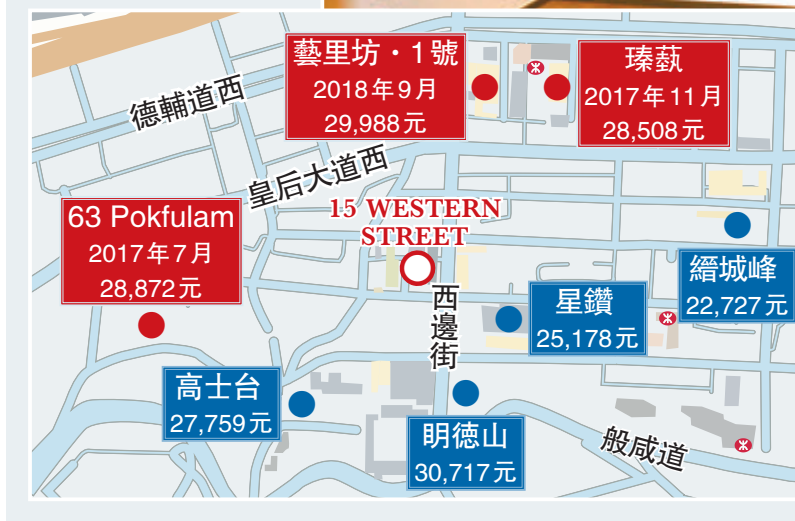 藝里坊・1號
2018年9月
29,988元
瑧蓺
2017年11月
28,508元
德輔道西
皇后大道西
63 Pokfulam
2017年7月
28,872元
15 WESTERN
STREET
西邊街
縉城峰
22,727元
星鑽
25,178元
高士台
27,759元
明德山
30,717元
般咸道